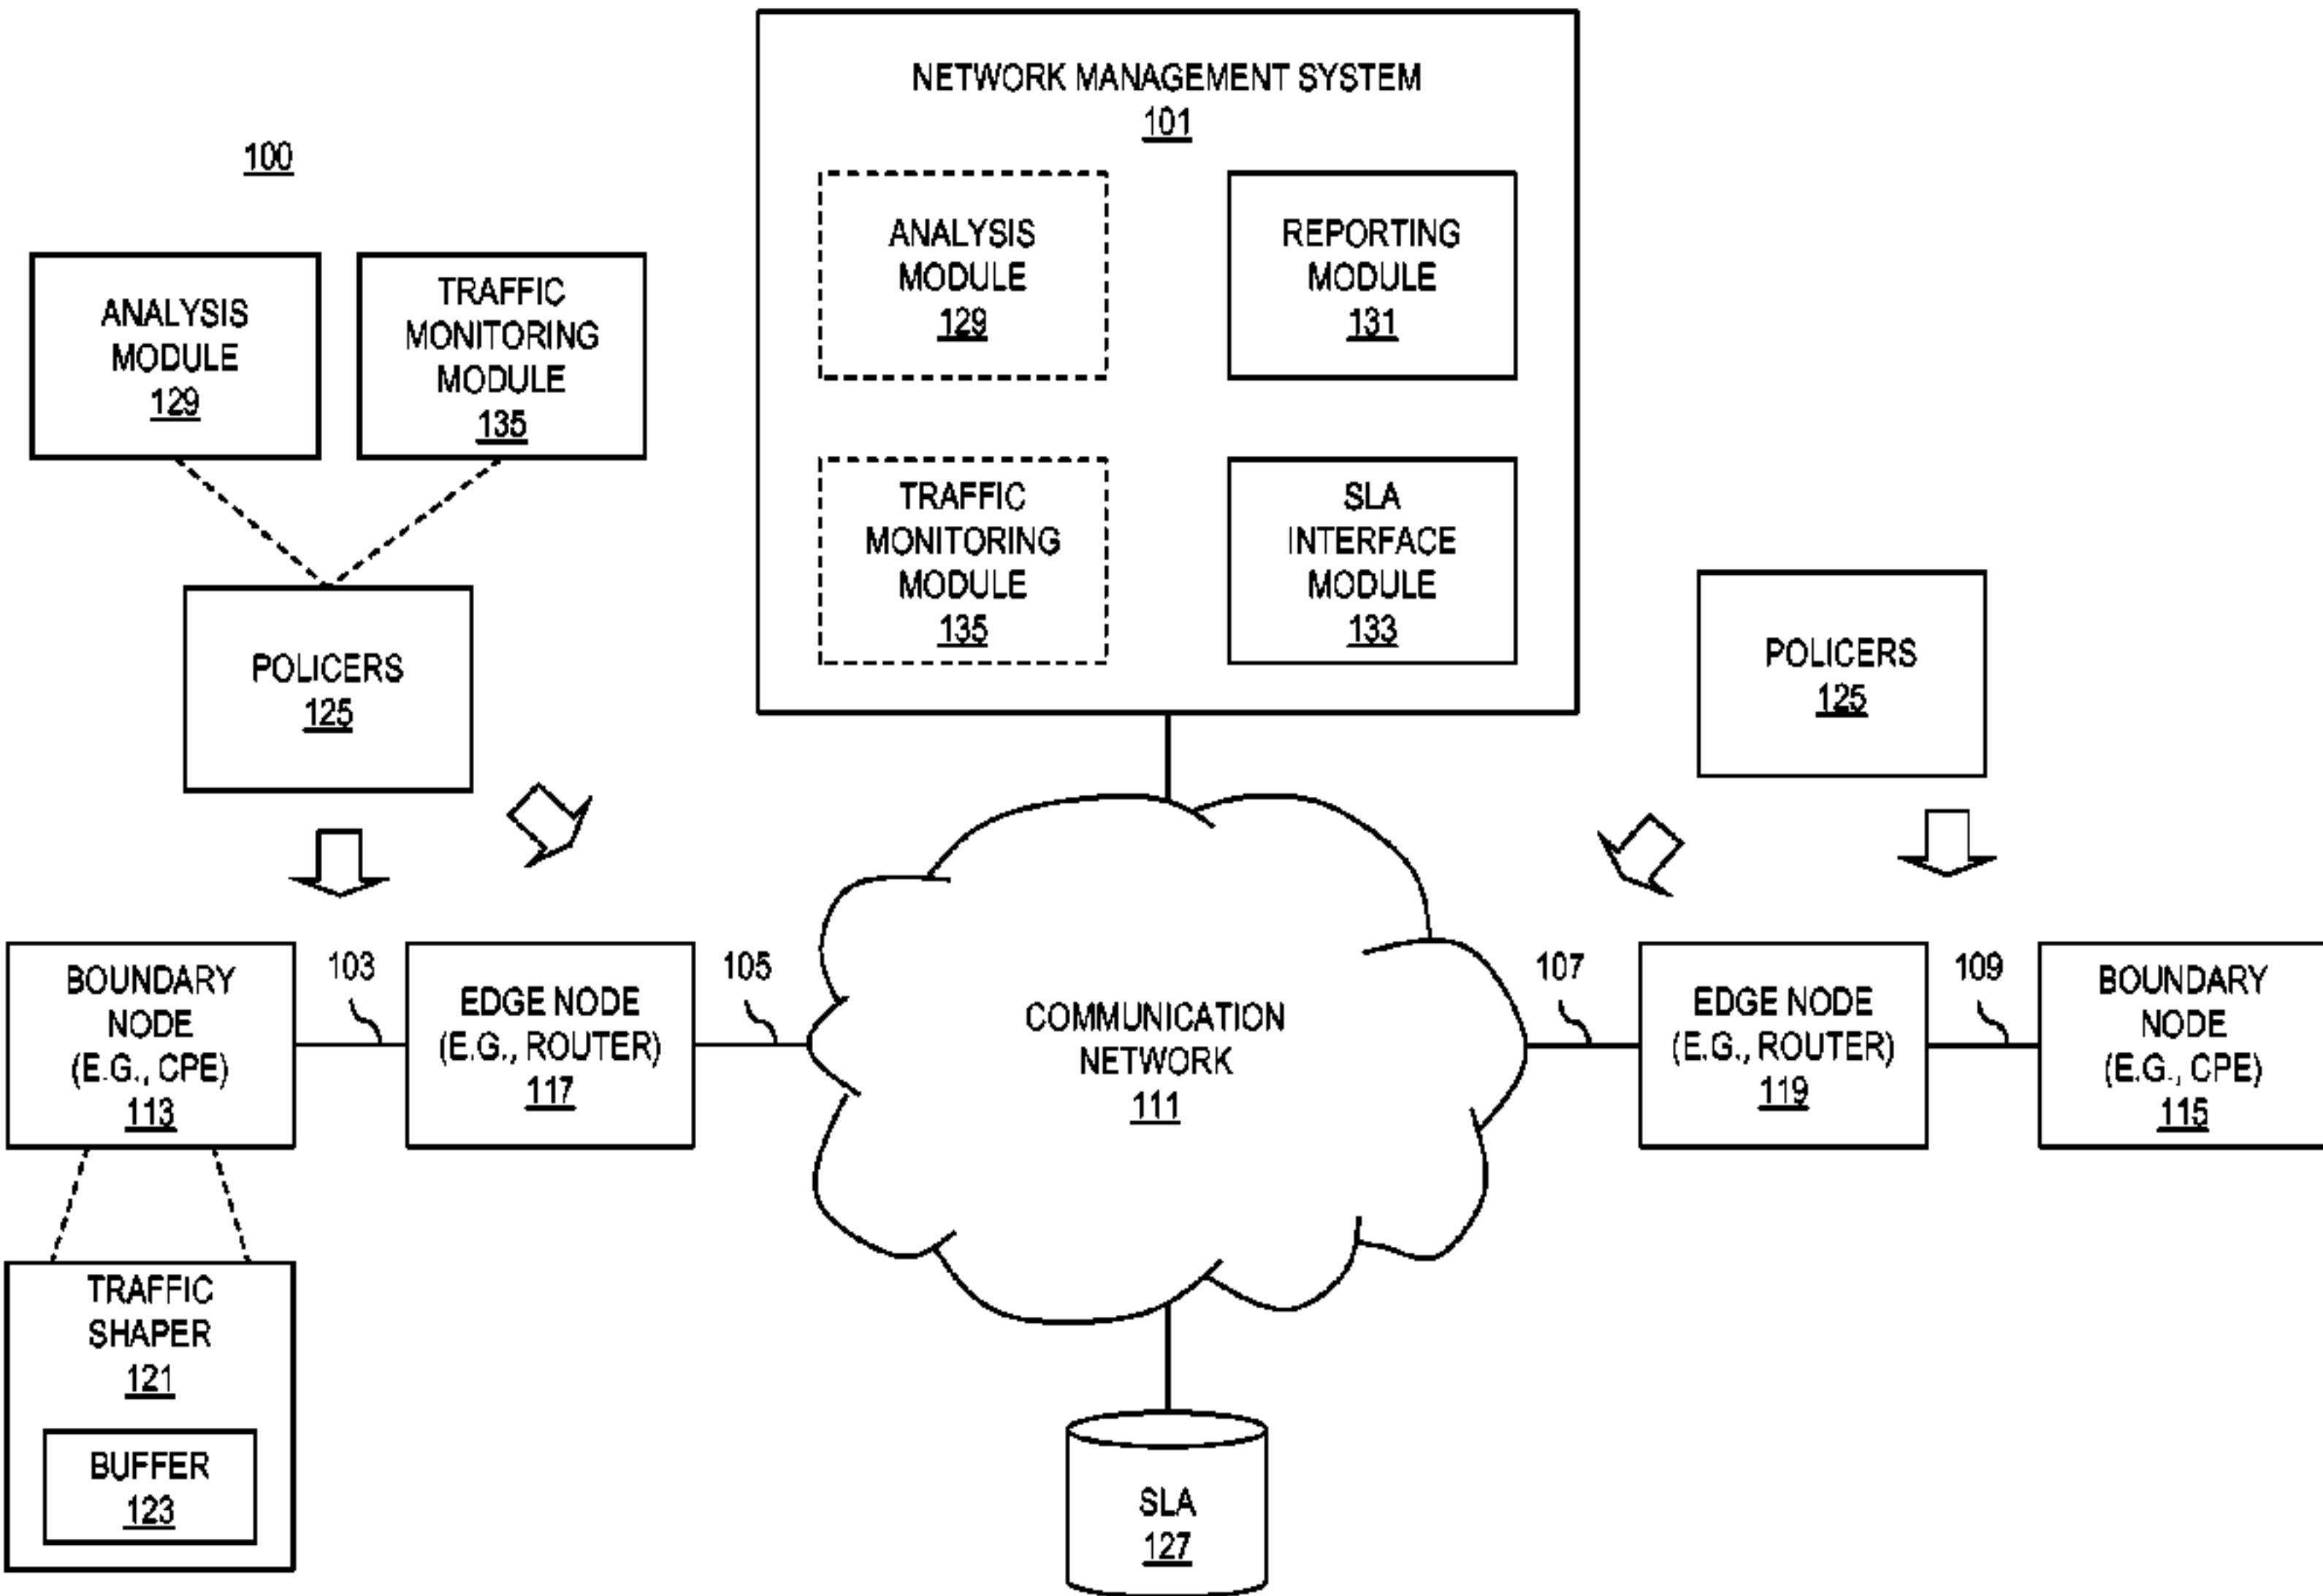 NETWORK MANAGEMENT SYSTEM
101
100
ANALYSIS
MODULE
129
REPORTING
MODULE
131
ANALYSIS
MODULE
129
TRAFFIC
MONITORING
MODULE
135
TRAFFIC
MONITORING
MODULE
135
SLA
INTERFACE
MODULE
133
POLICERS
125
POLICERS
125
BOUNDARY
NODE
(E.G., CPE)
113
103
EDGE NODE
(E.G., ROUTER)
117
105
COMMUNICATION
NETWORK
111
107
EDGE NODE
(E.G., ROUTER)
119
109
BOUNDARY
NODE
(E.G., CPE)
115
TRAFFIC
SHAPER
121
BUFFER
123
SLA
127